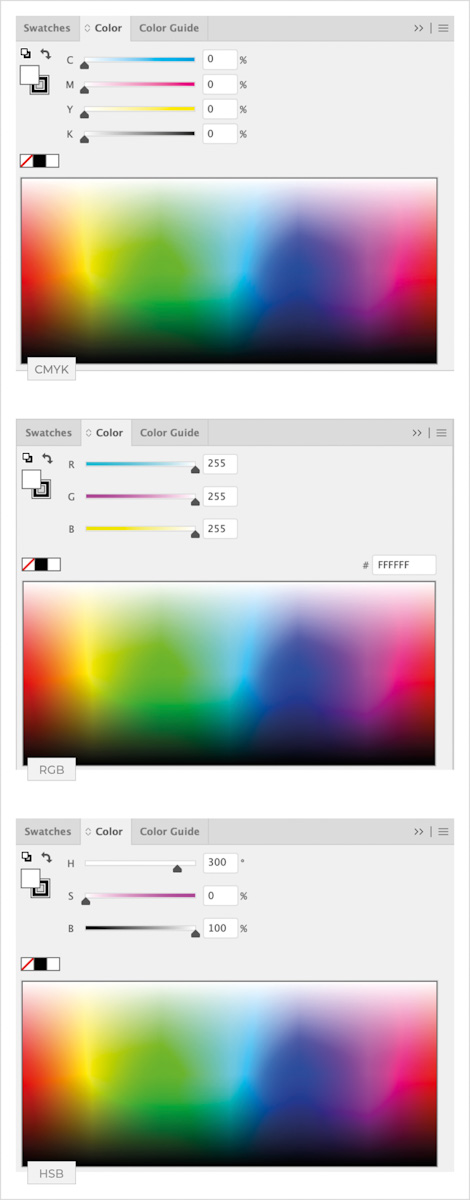 Swatches Color Color Guide
C 0 %
M 0 %
Y 0 %
K 0 %
CMYK
Swatches Color Color Guide
R 255
G 255
B 255
# FFFFFF
RGB
Swatches Color Color Guide
H 300 °
S 0 %
B 100 %
HSB